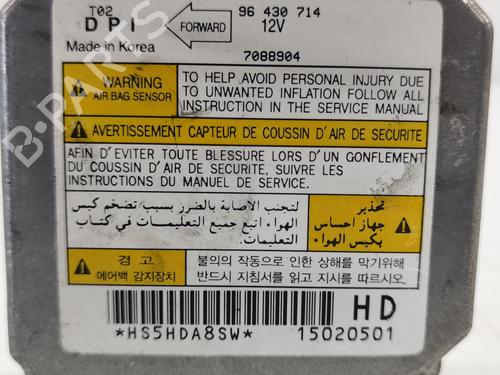 T02
DPI
FORWARD
96 430 714
12V
Made in Korea
7088904
WARNING
AIR BAG SENSOR
TO HELP AVOID PERSONAL INJURY DUE
TO UNWANTED INFLATION FOLLOW ALL
INSTRUCTION IN THE SERVICE MANUAL
AVERTISSEMENT CAPTEUR DE COUSSIN D'AIR DE SECURITE
AFIN D'EVITER TOUTE BLESSURE LORS D'UN GONFLEMENT
DU COUSSIN D'AIR DE SECURITE, SUIVRE LES
INSTRUCTIONS DU MANUEL DE SERVICE.
لتجنب الاصابة بالضرر بسبب تضخم كيس
الهواء اتبع جميع التعليمات في كتاب
التعليمات.
تحذير
جهاز احساس
بكيس الهواء
경 고
에어백 감지장치
불의의 작동으로 인한 상해를 막기위해
반드시 지침서를 읽고 지시를 따르십시오.
*HS5HDA8SW*
HD
15020501
B-PARTS